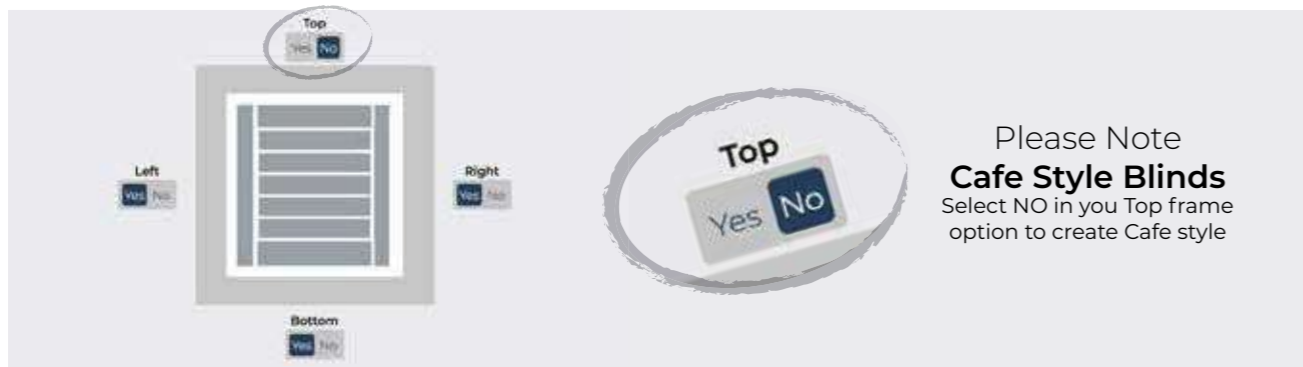 Top
Yes No
Left
Yes No
Right
Yes No
Bottom
Yes No
Top
Yes No
Please Note
Cafe Style Blinds
Select NO in you Top frame
option to create Cafe style